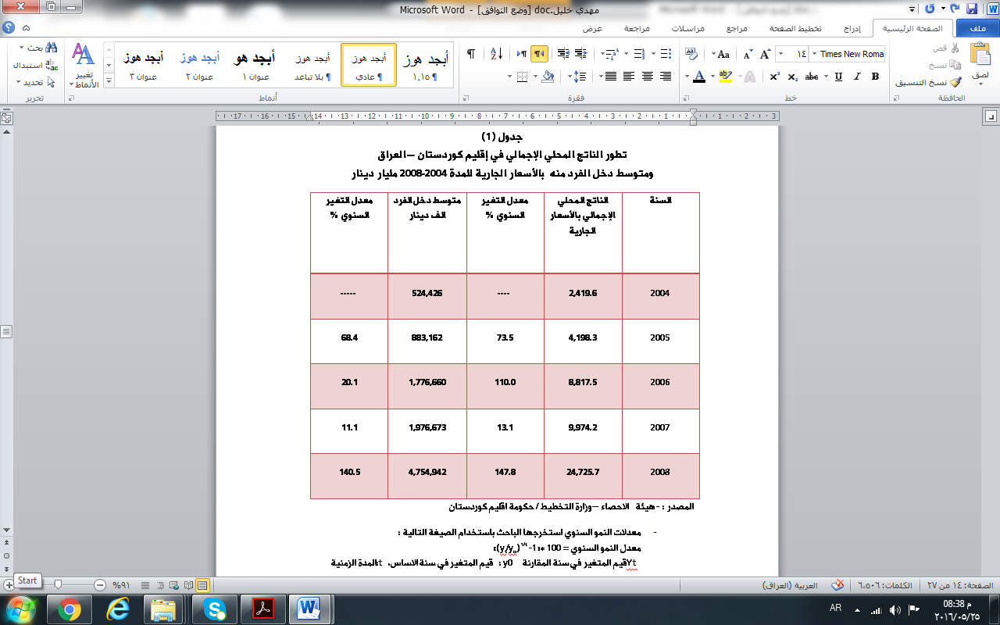 مهدي خليل.doc [وضع التوافق] - Microsoft Word
ملف الصفحة الرئيسية إدراج تخطيط الصفحة مراجع مراسلات مراجعة عرض
لصق
قص
نسخ
نسخ التنسيق
الحافظة
Times New Roma ١٤
خط
فقرة
أبجد هوز
¶ 1,15
أبجد هوز
¶ عادي
أبجد هوز
¶ بلا تباعد
أبجد هو
عنوان ١
أبجد هوز
عنوان ٢
أبجد هوز
عنوان ٣
تغيير الأنماط
أنماط
بحث
استبدال
تحديد
تحرير
جدول (1)
تطور الناتج المحلي الإجمالي في إقليم كوردستان –العراق
ومتوسط دخل الفرد منه بالأسعار الجارية للمدة 2004-2008 مليار دينار
السنة الناتج المحلي الإجمالي بالأسعار الجارية معدل التغير السنوي % متوسط دخل الفرد الف دينار معدل التغير السنوي %
2004 2,419.6 ---- 524,426 -----
2005 4,198.3 73.5 883,162 68.4
2006 8,817.5 110.0 1,776,660 20.1
2007 9,974.2 13.1 1,976,673 11.1
2008 24,725.7 147.8 4,754,942 140.5
المصدر : -هيئة الاحصاء –وزارة التخطيط / حكومة اقليم كوردستان
- معدلات النمو السنوي استخرجها الباحث باستخدام الصيغة التالية :
معدل النمو السنوي = 100 *(1- ¹/ᵗ(y/y₀))
Ytقيم المتغير في سنة المقارنة y0 : قيم المتغير في سنة الاساس، t:المدة الزمنية
الصفحة: ١٤ من ٢٧ الكلمات: ٦.٥٠٦ العربية (العراق) ٩١%
Start
AR
08:38 م
٢٠١٦/٠٥/٢٥